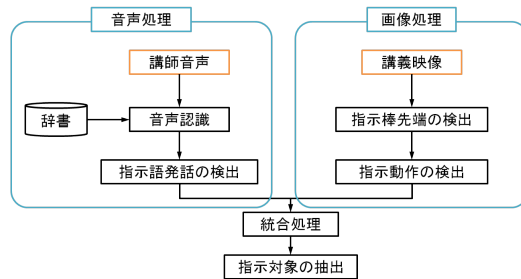 音声処理
講師音声
辞書
音声認識
指示語発話の検出
画像処理
講義映像
指示棒先端の検出
指示動作の検出
統合処理
指示対象の抽出